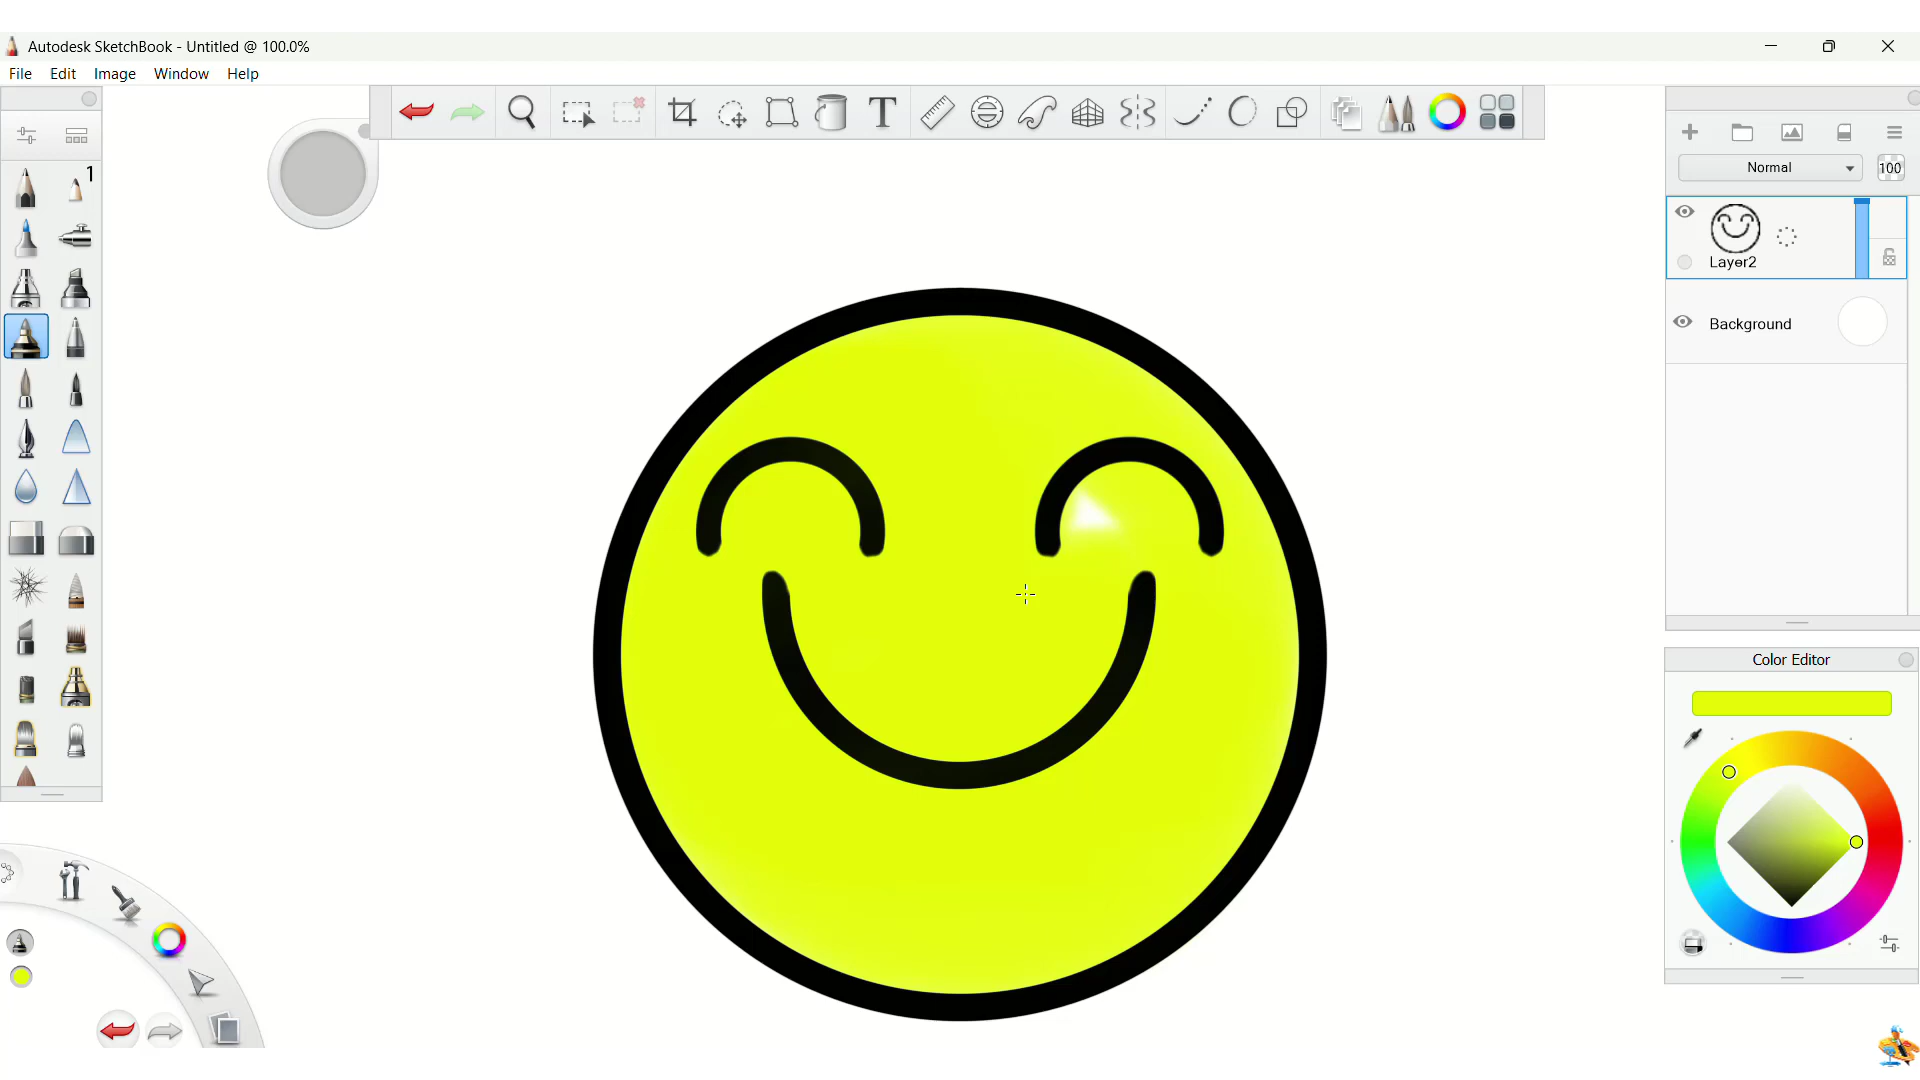 Autodesk SketchBook - Untitled @ 100.0%
File Edit Image Window Help
T
1
Normal 100
Layer2
Background
Color Editor